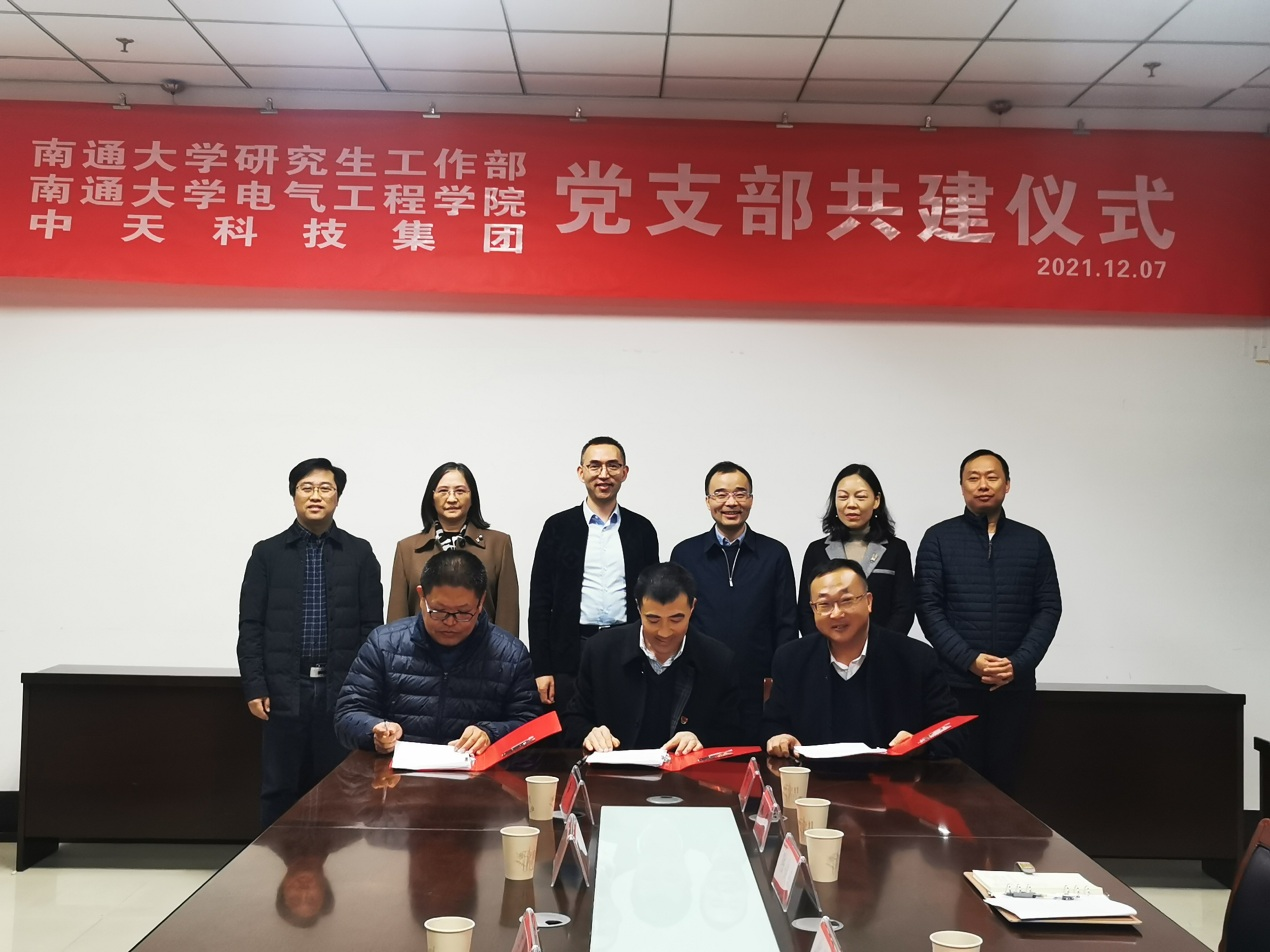 南通大学研究生工作部
南通大学电气工程学院
中天科技集团
党支部共建仪式
2021.12.07